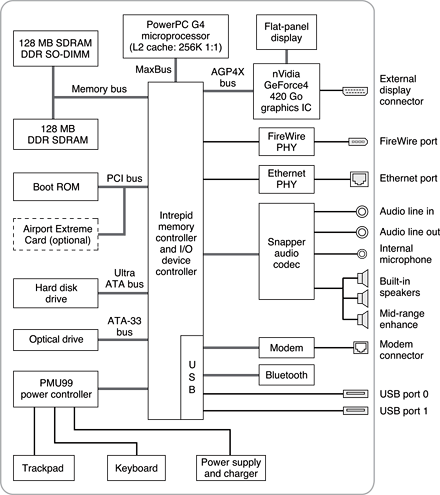 128 MB SDRAM
DDR SO-DIMM
PowerPC G4
microprocessor
(L2 cache: 256K 1:1)
Flat-panel
display
MaxBus
AGP4X
bus
nVidia
GeForce4
420 Go
graphics IC
External
display
connector
Memory bus
128 MB
DDR SDRAM
FireWire
PHY
FireWire port
Boot ROM
PCI bus
Ethernet
PHY
Ethernet port
Airport Extreme
Card (optional)
Intrepid
memory
controller
and I/O
device
controller
Snapper
audio
codec
Audio line in
Audio line out
Internal
microphone
Built-in
speakers
Mid-range
enhance
Ultra
ATA bus
Hard disk
drive
ATA-33
bus
Optical drive
U
S
B
Modem
Modem
connector
Bluetooth
PMU99
power controller
USB port 0
USB port 1
Trackpad
Keyboard
Power supply
and charger